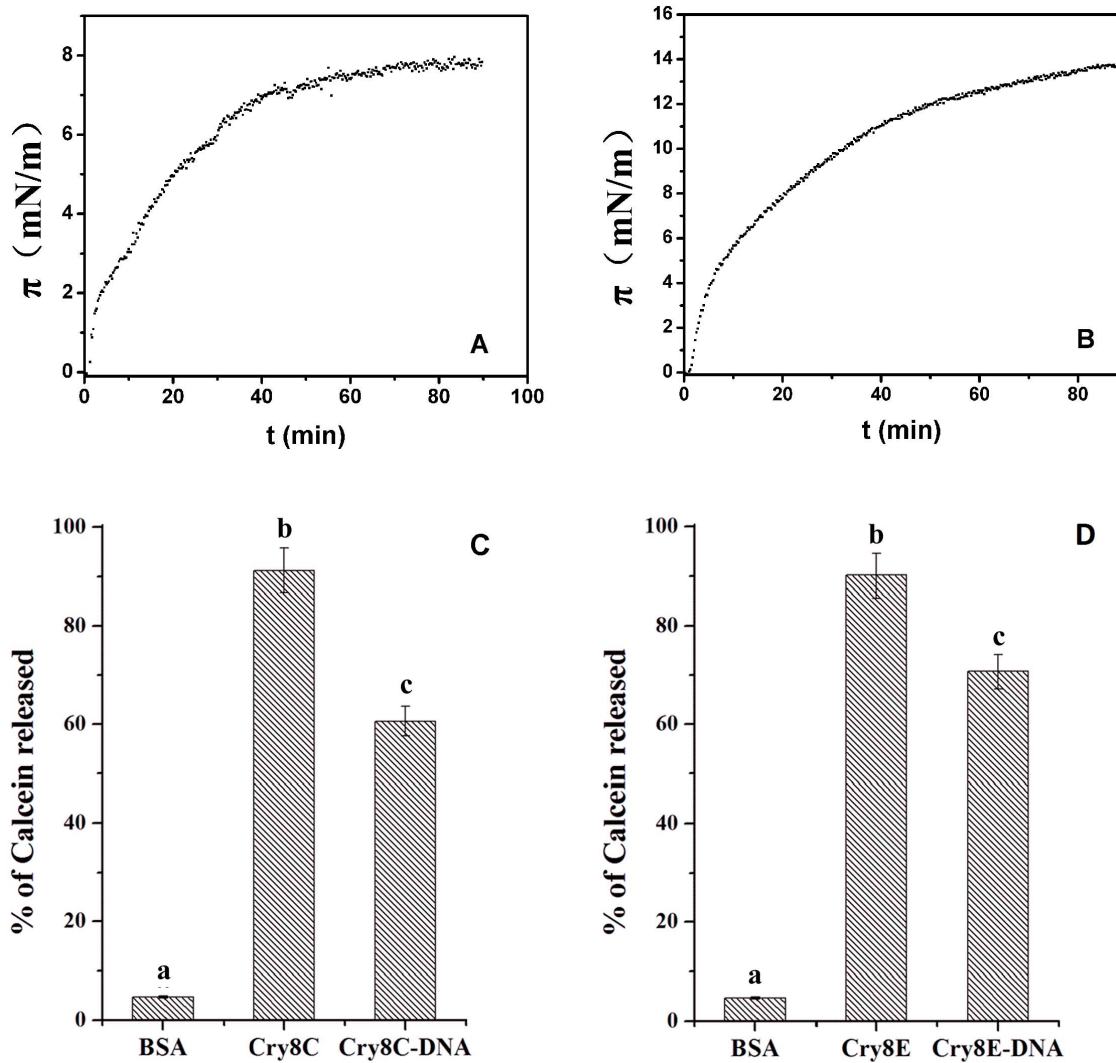 8
6
4
2
0
π (mN/m)
A
0 20 40 60 80 100
t (min)
16
14
12
10
8
6
4
2
0
π (mN/m)
B
0 20 40 60 80
t (min)
100
80
60
40
20
0
% of Calcein released
C
a
b
c
BSA Cry8C Cry8C-DNA
100
80
60
40
20
0
% of Calcein released
D
a
b
c
BSA Cry8E Cry8E-DNA